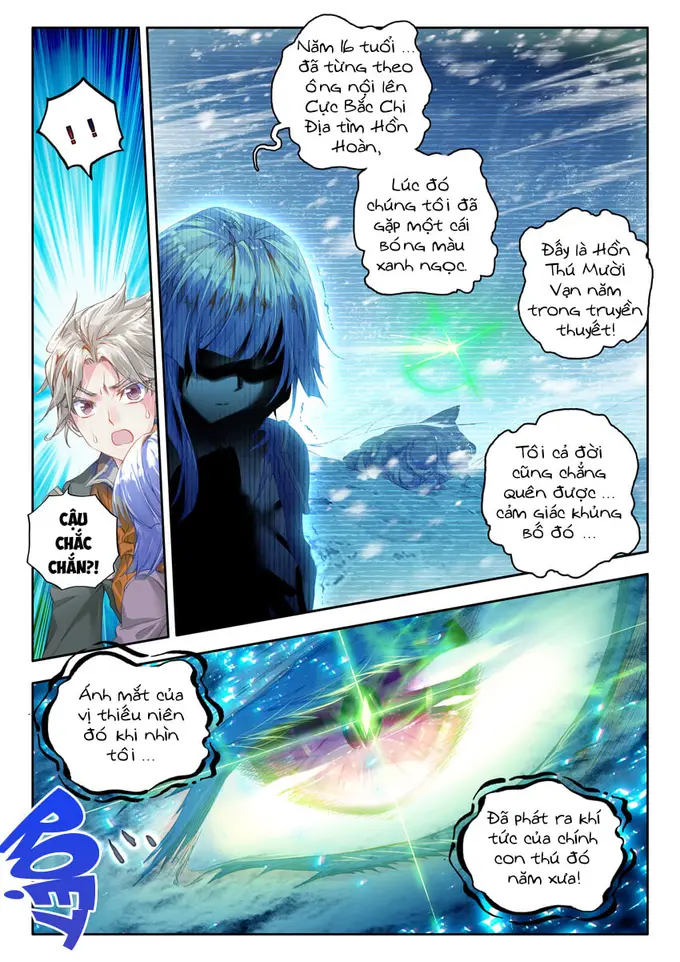 ! !
CẬU
CHẮC
CHẮN?!
Năm 16 tuổi ...
đã từng theo
ông nội lên
Cực Bắc Chi
Địa tìm Hồn
Hoàn,
Lúc đó
chúng tôi đã
gặp một cái
bóng màu
xanh ngọc.
Đấy là Hồn
Thú Mười
Vạn năm
trong truyền
thuyết!
Tôi cả đời
cũng chẳng
quên được ...
cảm giác khủng
bố đó ...
Ánh mắt của
vị thiếu niên
đó khi nhìn
tôi ...
Đã phát ra khí
tức của chính
con thú đó
năm xưa!